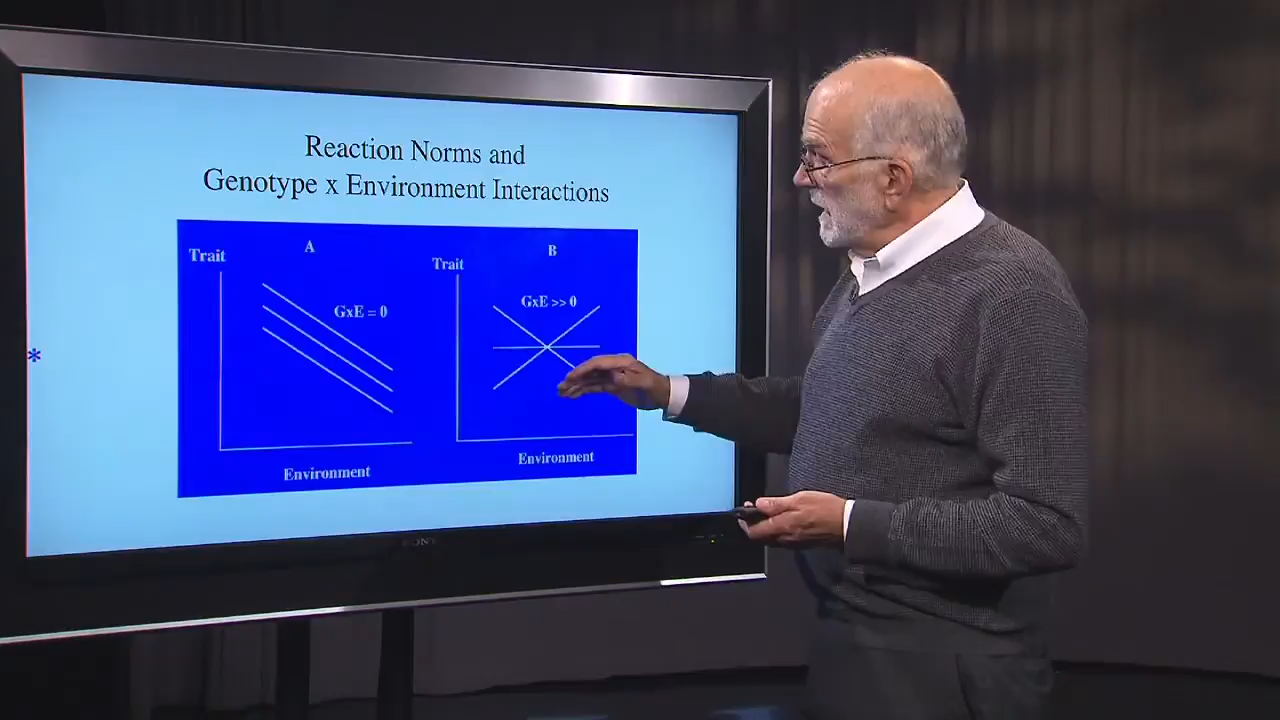 Reaction Norms and
Genotype x Environment Interactions
A
Trait
GxE = 0
Environment
B
Trait
GxE >> 0
Environment
*
SONY